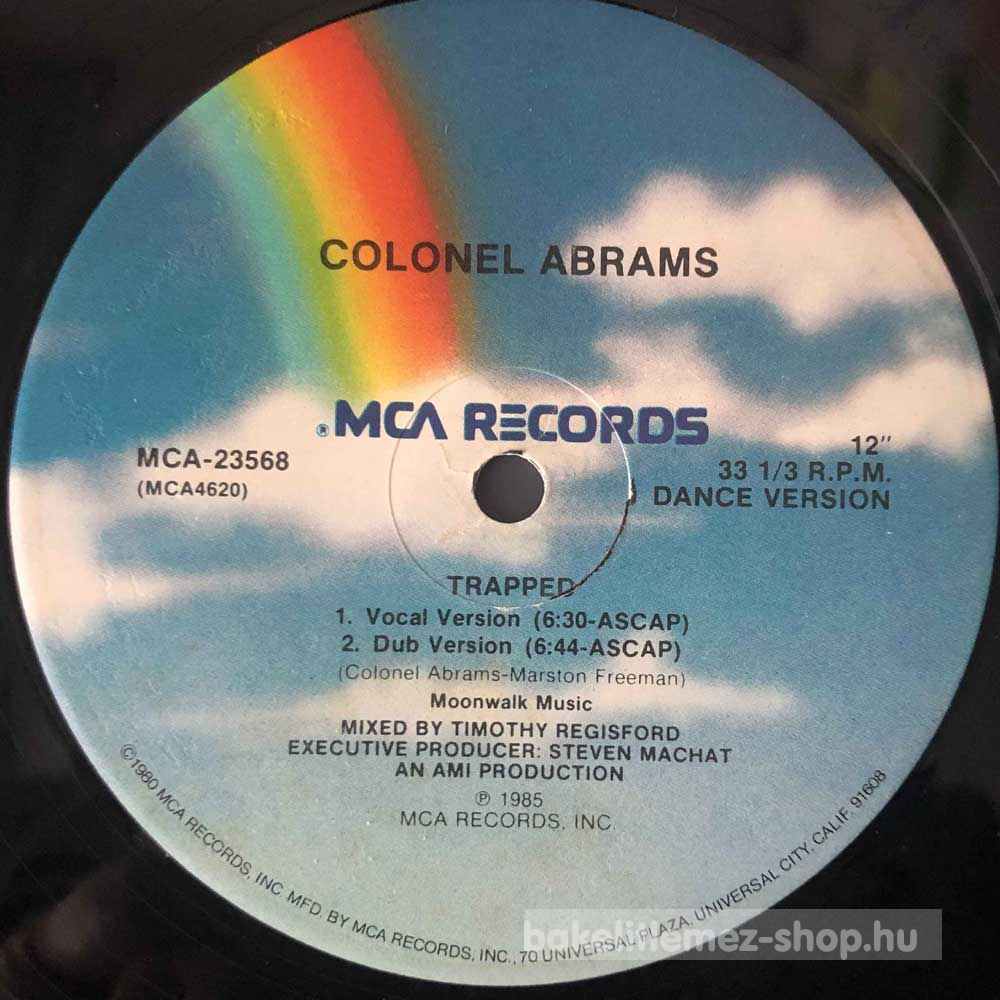 COLONEL ABRAMS
®MCA RECORDS
MCA-23568
(MCA4620)
12"
33 1/3 R.P.M.
DANCE VERSION
TRAPPED
1. Vocal Version (6:30-ASCAP)
2. Dub Version (6:44-ASCAP)
(Colonel Abrams-Marston Freeman)
Moonwalk Music
MIXED BY TIMOTHY REGISFORD
EXECUTIVE PRODUCER: STEVEN MACHAT
AN AMI PRODUCTION
℗ 1985
MCA RECORDS, INC.
©1980 MCA RECORDS, INC. MFD. BY MCA RECORDS, INC., 70 UNIVERSAL PLAZA, UNIVERSAL CITY, CALIF. 91608
bakelitlemez-shop.hu